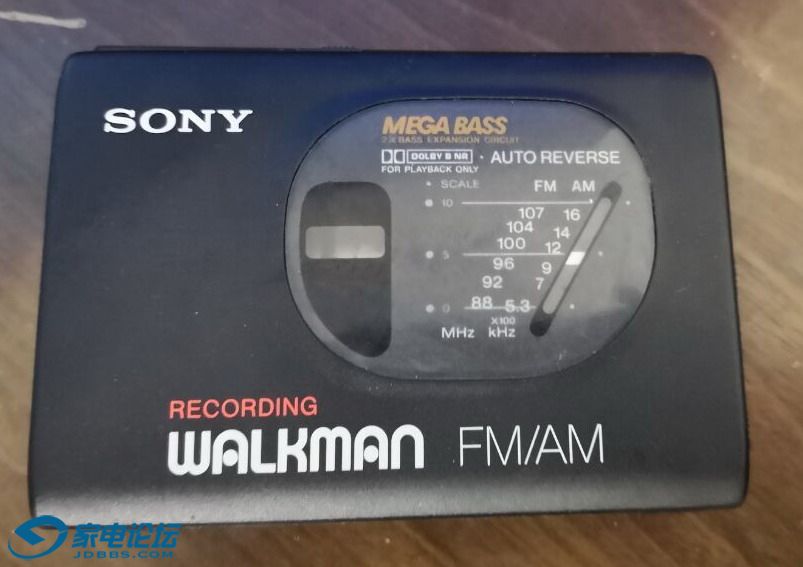 SONY
MEGA BASS
BASS EXPANSION CIRCUIT
DOLBY B NR · AUTO REVERSE
FOR PLAYBACK ONLY
• SCALE FM AM
10
107 16
104 14
100 12
5
96 9
92 7
0 88 5.3
X100
MHz kHz
RECORDING
WALKMAN FM/AM
家电论坛
JDBBS.COM